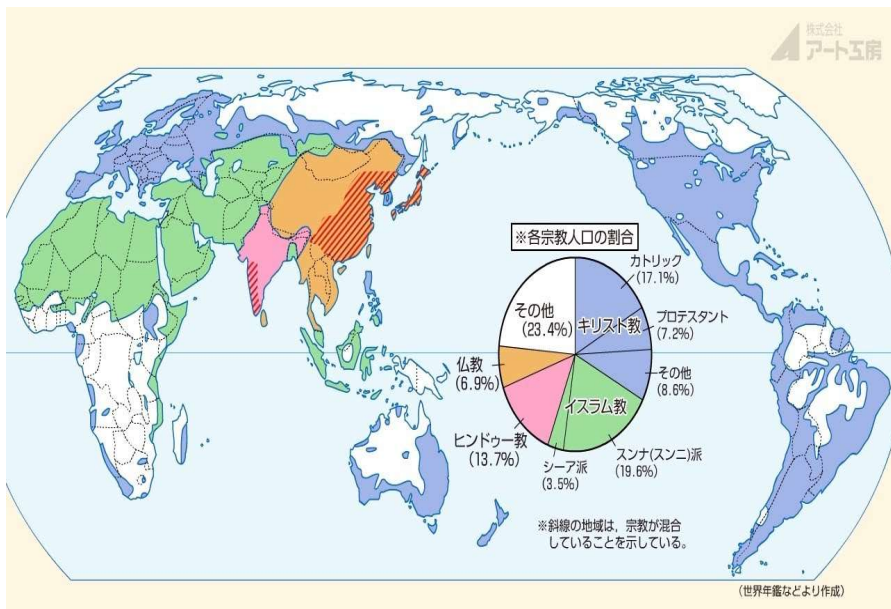 株式会社
アート工房
※各宗教人口の割合
カトリック
(17.1%)
プロテスタント
(7.2%)
キリスト教
その他
(8.6%)
イスラム教
スンナ(スンニ)派
(19.6%)
シーア派
(3.5%)
ヒンドゥー教
(13.7%)
仏教
(6.9%)
その他
(23.4%)
※斜線の地域は，宗教が混合
していることを示している。
(世界年鑑などより作成)